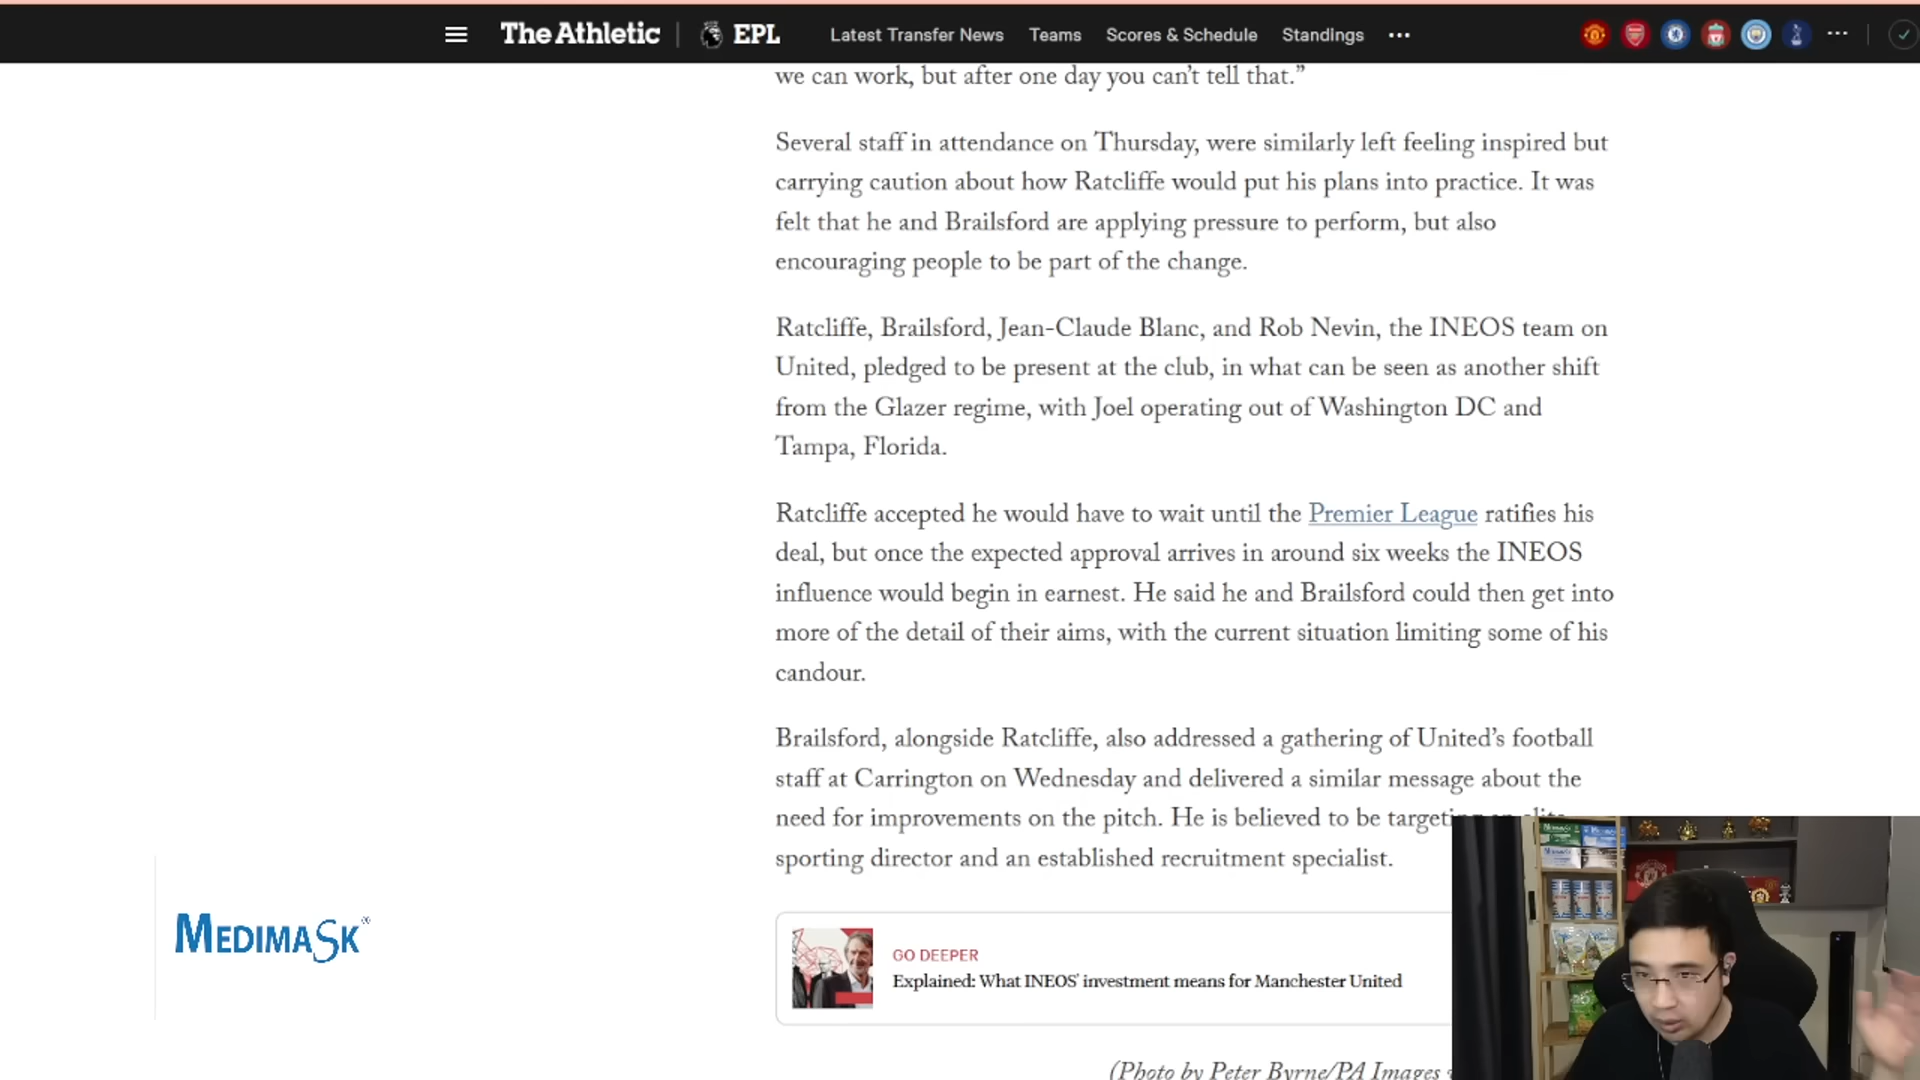 The Athletic | EPL Latest Transfer News Teams Scores & Schedule Standings ...
we can work, but after one day you can't tell that.”
Several staff in attendance on Thursday, were similarly left feeling inspired but
carrying caution about how Ratcliffe would put his plans into practice. It was
felt that he and Brailsford are applying pressure to perform, but also
encouraging people to be part of the change.
Ratcliffe, Brailsford, Jean-Claude Blanc, and Rob Nevin, the INEOS team on
United, pledged to be present at the club, in what can be seen as another shift
from the Glazer regime, with Joel operating out of Washington DC and
Tampa, Florida.
Ratcliffe accepted he would have to wait until the Premier League ratifies his
deal, but once the expected approval arrives in around six weeks the INEOS
influence would begin in earnest. He said he and Brailsford could then get into
more of the detail of their aims, with the current situation limiting some of his
candour.
Brailsford, alongside Ratcliffe, also addressed a gathering of United's football
staff at Carrington on Wednesday and delivered a similar message about the
need for improvements on the pitch. He is believed to be
sporting director and an established recruitment specialist.
MEDIMASK®
GO DEEPER
Explained: What INEOS' investment means for Manchester United
(Photo by Peter Byrne/PA Images